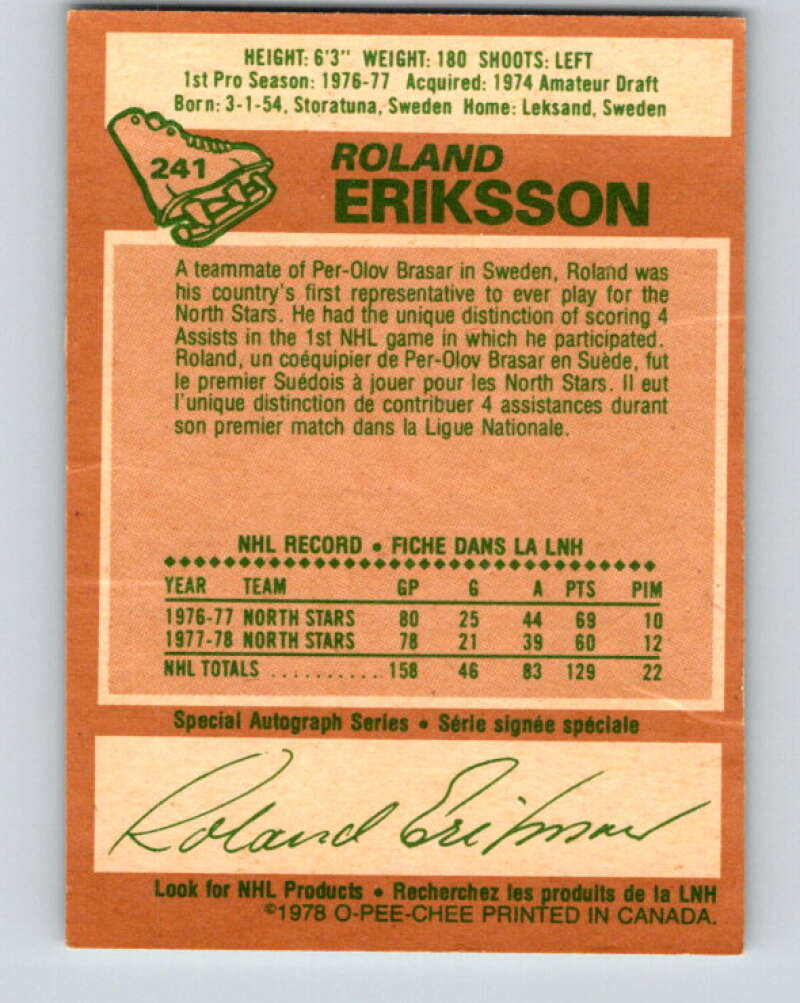 HEIGHT: 6'3" WEIGHT: 180 SHOOTS: LEFT
1st Pro Season: 1976-77 Acquired: 1974 Amateur Draft
Born: 3-1-54, Storatuna, Sweden Home: Leksand, Sweden
241
ROLAND
ERIKSSON
A teammate of Per-Olov Brasar in Sweden, Roland was
his country's first representative to ever play for the
North Stars. He had the unique distinction of scoring 4
Assists in the 1st NHL game in which he participated.
Roland, un coéquipier de Per-Olov Brasar en Suède, fut
le premier Suédois à jouer pour les North Stars. Il eut
l'unique distinction de contribuer 4 assistances durant
son premier match dans la Ligue Nationale.
NHL RECORD • FICHE DANS LA LNH
YEAR TEAM GP G A PTS PIM
1976-77 NORTH STARS 80 25 44 69 10
1977-78 NORTH STARS 78 21 39 60 12
NHL TOTALS .......... 158 46 83 129 22
Special Autograph Series • Série signée spéciale
Roland Eriksson
Look for NHL Products • Recherchez les produits de la LNH
©1978 O-PEE-CHEE PRINTED IN CANADA.